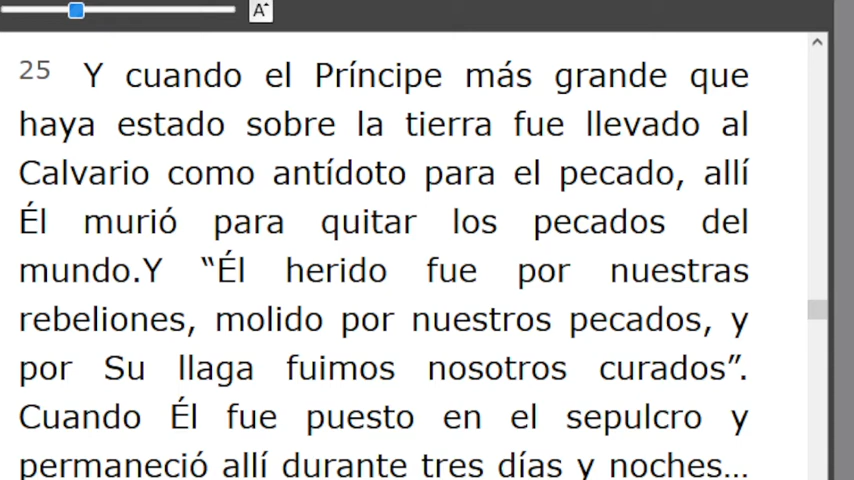 A
25 Y cuando el Príncipe más grande que
haya estado sobre la tierra fue llevado al
Calvario como antídoto para el pecado, allí
Él murió para quitar los pecados del
mundo.Y “Él herido fue por nuestras
rebeliones, molido por nuestros pecados, y
por Su llaga fuimos nosotros curados”.
Cuando Él fue puesto en el sepulcro y
permaneció allí durante tres días y noches...